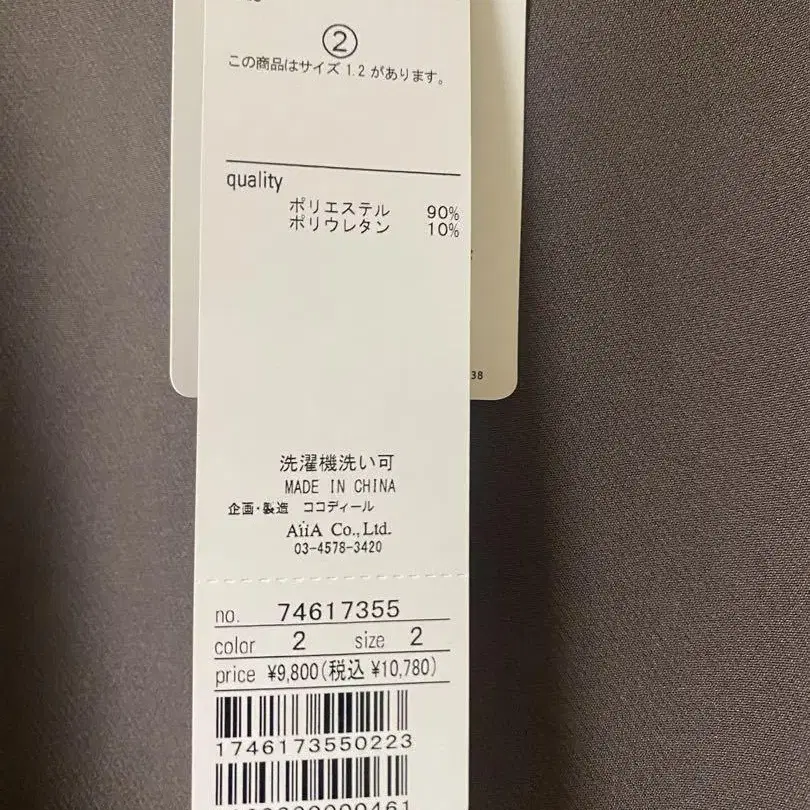 ②
この商品はサイズ 1.2 があります。
quality
ポリエステル 90%
ポリウレタン 10%
38
洗濯機洗い可
MADE IN CHINA
企画・製造 ココディール
AiiA Co.,Ltd.
03-4578-3420
no. 74617355
color 2 size 2
price ¥9,800(税込 ¥10,780)
1746173550223